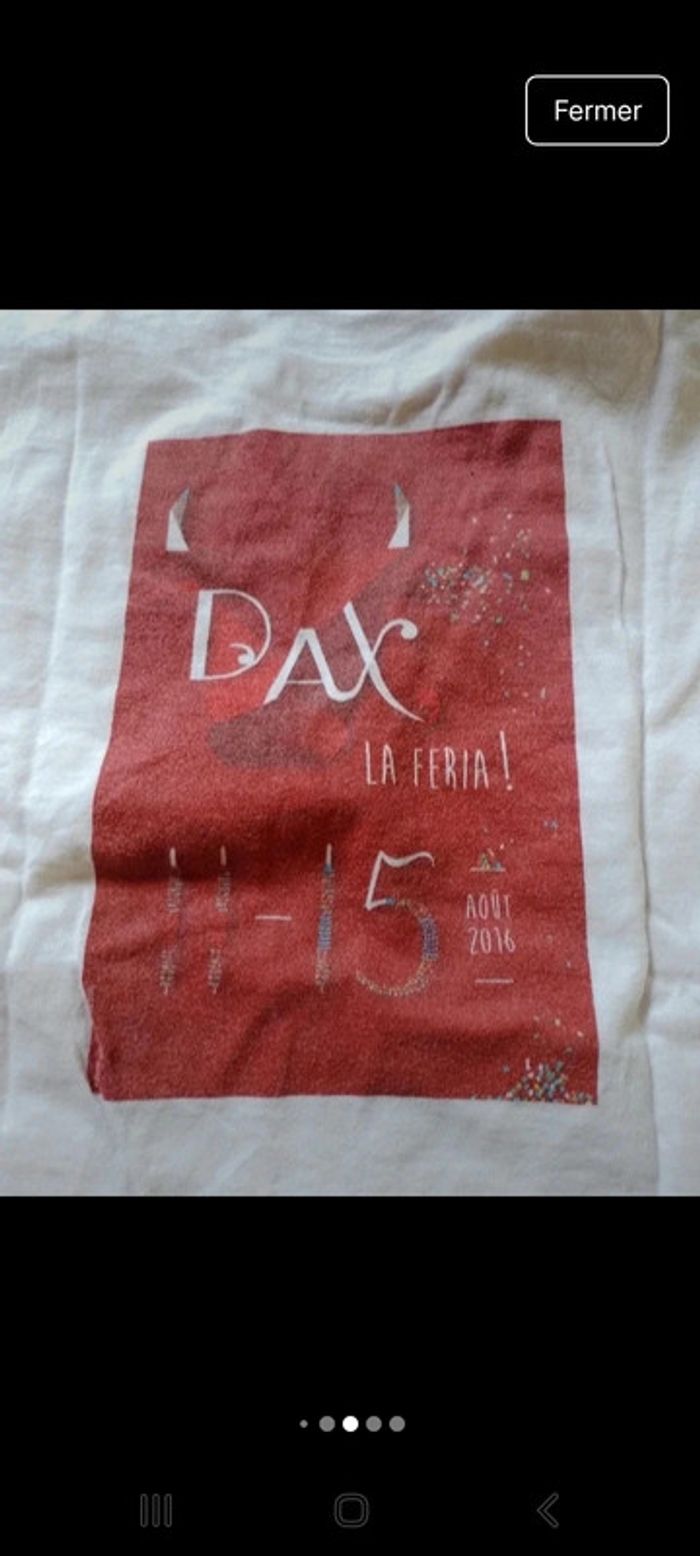 Fermer
DAX
LA FERIA!
11-15
AOÛT
2016